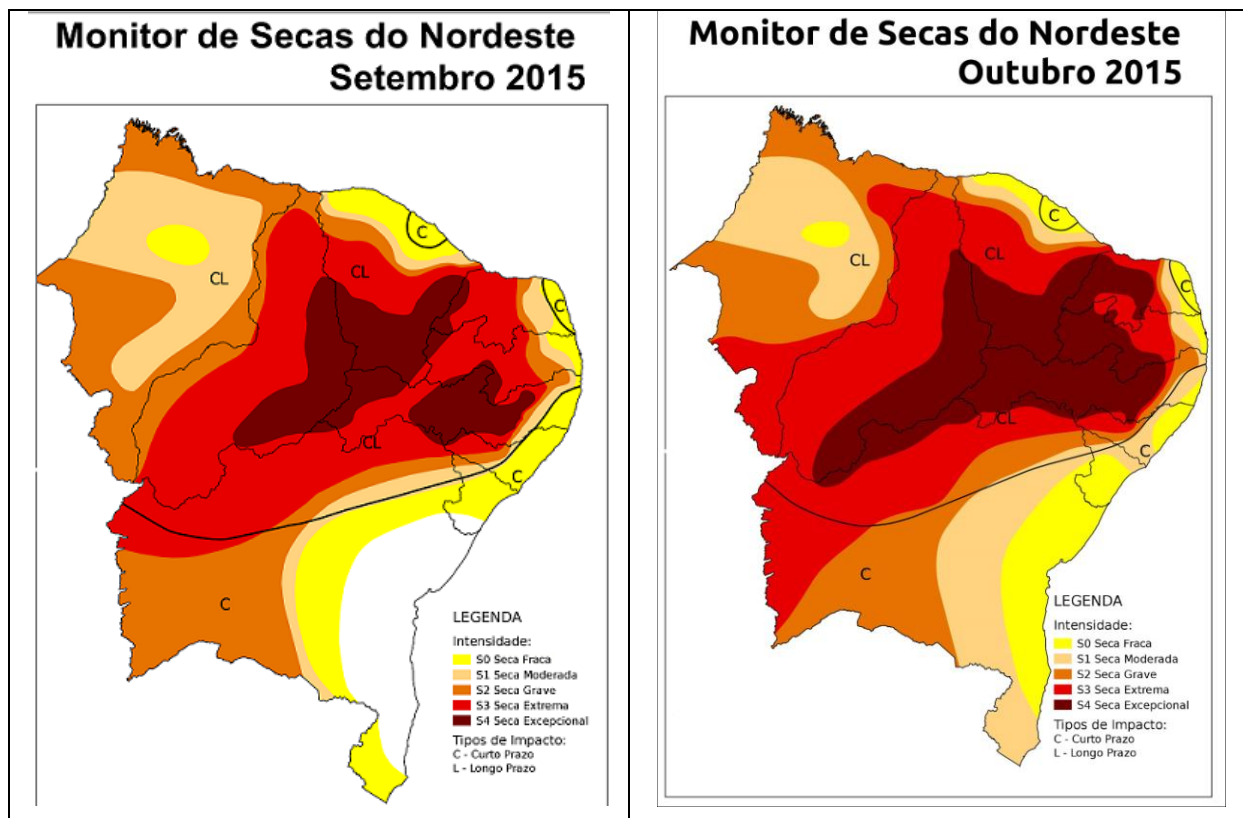 Monitor de Secas do Nordeste
Setembro 2015
C
CL
CL
C
CL
C
C
LEGENDA
Intensidade:
S0 Seca Fraca
S1 Seca Moderada
S2 Seca Grave
S3 Seca Extrema
S4 Seca Excepcional
Tipos de Impacto:
C - Curto Prazo
L - Longo Prazo
Monitor de Secas do Nordeste
Outubro 2015
C
CL
CL
C
CL
C
C
LEGENDA
Intensidade:
S0 Seca Fraca
S1 Seca Moderada
S2 Seca Grave
S3 Seca Extrema
S4 Seca Excepcional
Tipos de Impacto:
C - Curto Prazo
L - Longo Prazo